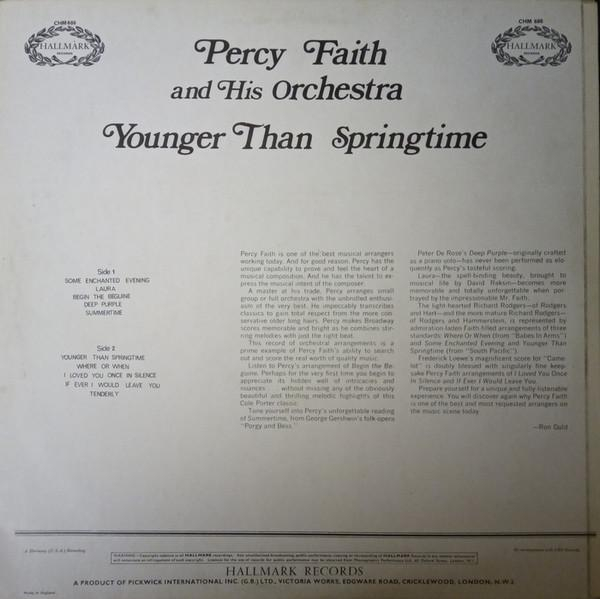 CHM 686
CHM 686
HALLMARK
RECORDS
HALLMARK
RECORDS
Percy Faith
and His Orchestra
Younger Than Springtime
Side 1
SOME ENCHANTED EVENING
LAURA
BEGIN THE BEGUINE
DEEP PURPLE
SUMMERTIME
Side 2
YOUNGER THAN SPRINGTIME
WHERE OR WHEN
I LOVED YOU ONCE IN SILENCE
IF EVER I WOULD LEAVE YOU
TENDERLY
Percy Faith is one of the best musical arrangers
working today. And for good reason. Percy has the
unique capability to prove and feel the heart of a
musical composition. And he has the talent to ex-
press the musical intent of the composer.
A master at his trade, Percy arranges small
group or full orchestra with the unbridled enthusi-
asm of the very best. He impeccably transcribes
classics to gain total respect from the more con-
servative older long hairs. Percy makes Broadway
scores memorable and bright as he combines stir-
ring melodies with just the right beat.
This record of orchestral arrangements is a
prime example of Percy Faith's ability to search
out and score the real worth of quality music.
Listen to Percy's arrangement of Begin the Be-
guine. Perhaps for the very first time you begin to
appreciate its hidden well of intricacies and
nuances . . . without missing any of the obviously
beautiful and thrilling melodic highlights of this
Cole Porter classic.
Tune yourself into Percy's unforgettable reading
of Summertime, from George Gershwin's folk opera
"Porgy and Bess."
Peter De Rose's Deep Purple—originally crafted
as a piano solo—has never been performed as elo-
quently as Percy's tasteful scoring.
Laura—the spell-binding beauty, brought to
musical life by David Raksin—becomes more
memorable and totally unforgettable when por-
trayed by the impressionable Mr. Faith.
The light-hearted Richard Rodgers—of Rodgers
and Hart—and the more mature Richard Rodgers—
of Rodgers and Hammerstein, is represented by
admiration-laden Faith filled arrangements of three
standards: Where Or When (from "Babes In Arms")
and Some Enchanted Evening and Younger Than
Springtime (from "South Pacific").
Frederick Loewe's magnificent score for "Came-
lot" is doubly blessed with singularly fine keep-
sake Percy Faith arrangements of I Loved You Once
In Silence and If Ever I Would Leave You.
Prepare yourself for a unique and fully listenable
experience. You will discover again why Percy Faith
is one of the best and most requested arrangers on
the music scene today.
—Ron Gold
A Harmony (U.S.A.) Recording
WARNING
HALLMARK RECORDS
A PRODUCT OF PICKWICK INTERNATIONAL INC. (G.B.) LTD., VICTORIA WORKS, EDGWARE ROAD, CRICKLEWOOD, LONDON, N.W.2.
Made in England